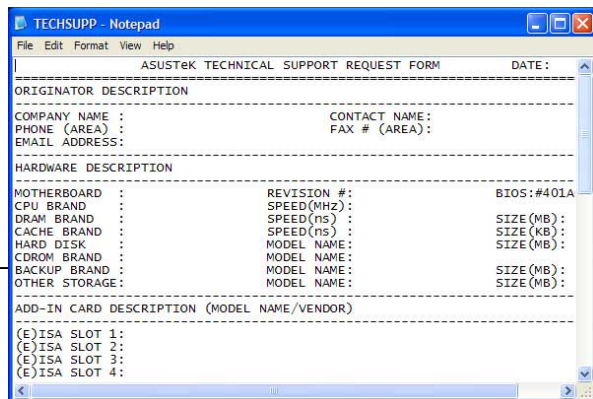 TECHSUPP - Notepad
File Edit Format View Help
ASUSTeK TECHNICAL SUPPORT REQUEST FORM DATE:
ORIGINATOR DESCRIPTION
COMPANY NAME : CONTACT NAME:
PHONE (AREA) : FAX # (AREA):
EMAIL ADDRESS:
HARDWARE DESCRIPTION
MOTHERBOARD : REVISION #: BIOS:#401A
CPU BRAND : SPEED(MHz):
DRAM BRAND : SPEED(ns) : SIZE(MB):
CACHE BRAND : SPEED(ns) : SIZE(KB):
HARD DISK : MODEL NAME: SIZE(MB):
CDROM BRAND : MODEL NAME:
BACKUP BRAND : MODEL NAME: SIZE(MB):
OTHER STORAGE: MODEL NAME: SIZE(MB):
ADD-IN CARD DESCRIPTION (MODEL NAME/VENDOR)
(E)ISA SLOT 1:
(E)ISA SLOT 2:
(E)ISA SLOT 3:
(E)ISA SLOT 4: